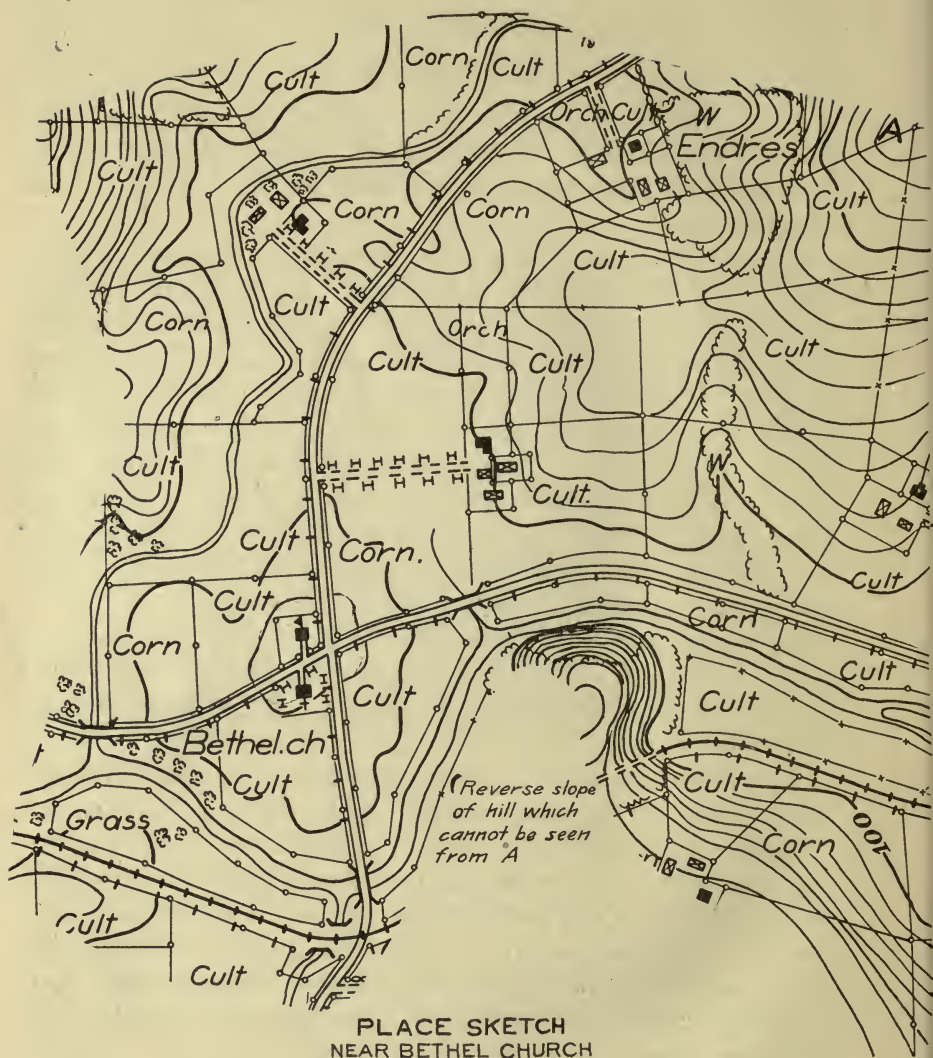 Corn
Cult
Cult
Orch
Cult
W
Endres
A
Cult
Corn
Corn
Cult
Cult
Cult
Corn
Orch
Cult
Cult
Cult
Cult
W
Cult.
Cult
Corn.
Cult
Cult
Corn
Corn
Cult
Cult
Cult
Bethel.ch
Cult
Cult
(Reverse slope
of hill which
cannot be seen
from A
Grass
Corn
100
Cult
Cult
PLACE SKETCH
NEAR BETHEL CHURCH